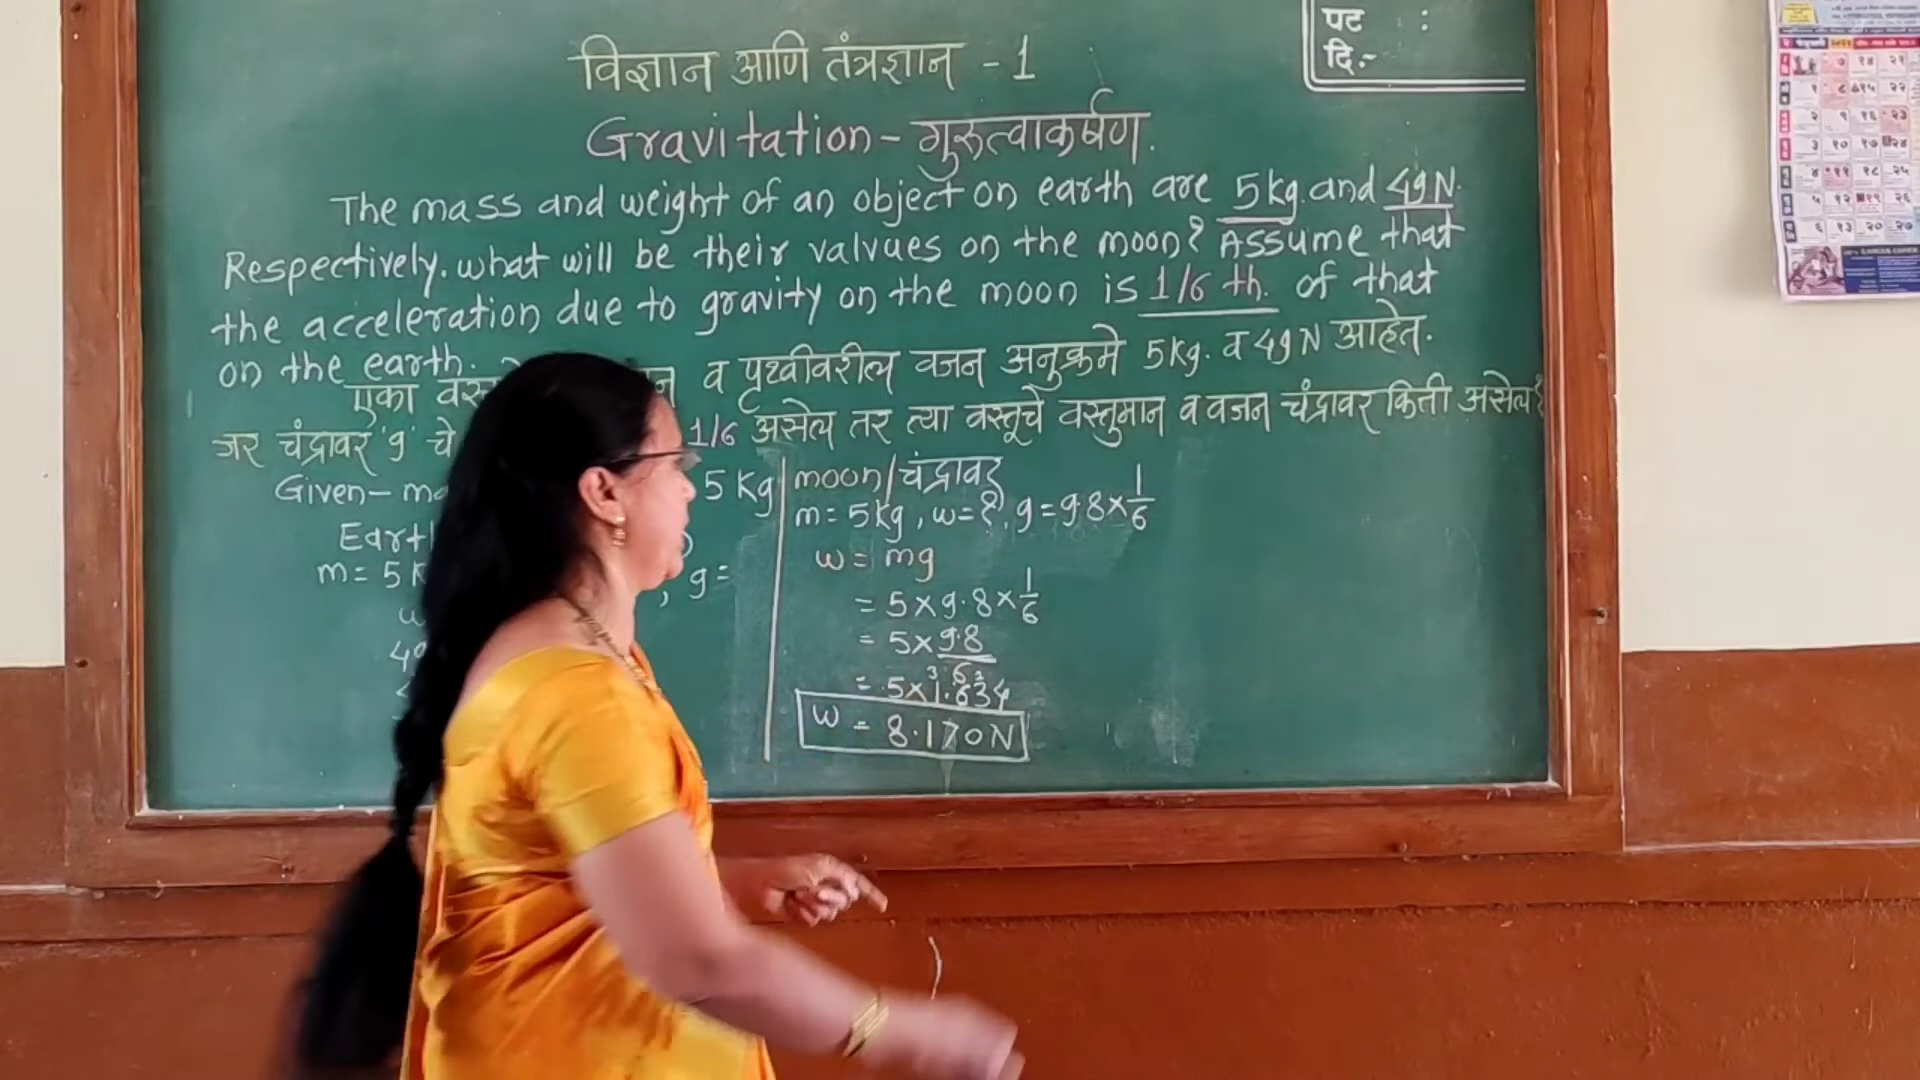 पट :
दि.-
विज्ञान आणि तंत्रज्ञान - 1
Gravitation - गुरुत्वाकर्षण.
The mass and weight of an object on earth are 5kg. and 49N.
Respectively. what will be their valvues on the moon? Assume that
the acceleration due to gravity on the moon is 1/6 th. of that
on the earth.
एका व पृथ्वीवरील वजन अनुक्रमे 5kg. व 49N आहेत.
जर चंद्रावर 'g' चे 1/6 असेल तर त्या वस्तूचे वस्तुमान व वजन चंद्रावर किती असेल?
Given- 5 Kg
m = 5 , g =
moon/चंद्रावर
m = 5kg, w = ?, g = 9.8 × 1/6
w = mg
= 5 × 9.8 × 1/6
= 5 × 9.8
6
= 5 × 1.634
w = 8.170N